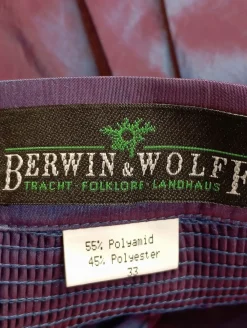 BERWIN & WOLFF
TRACHT · FOLKLORE · LANDHAUS
55% Polyamid
45% Polyester
33